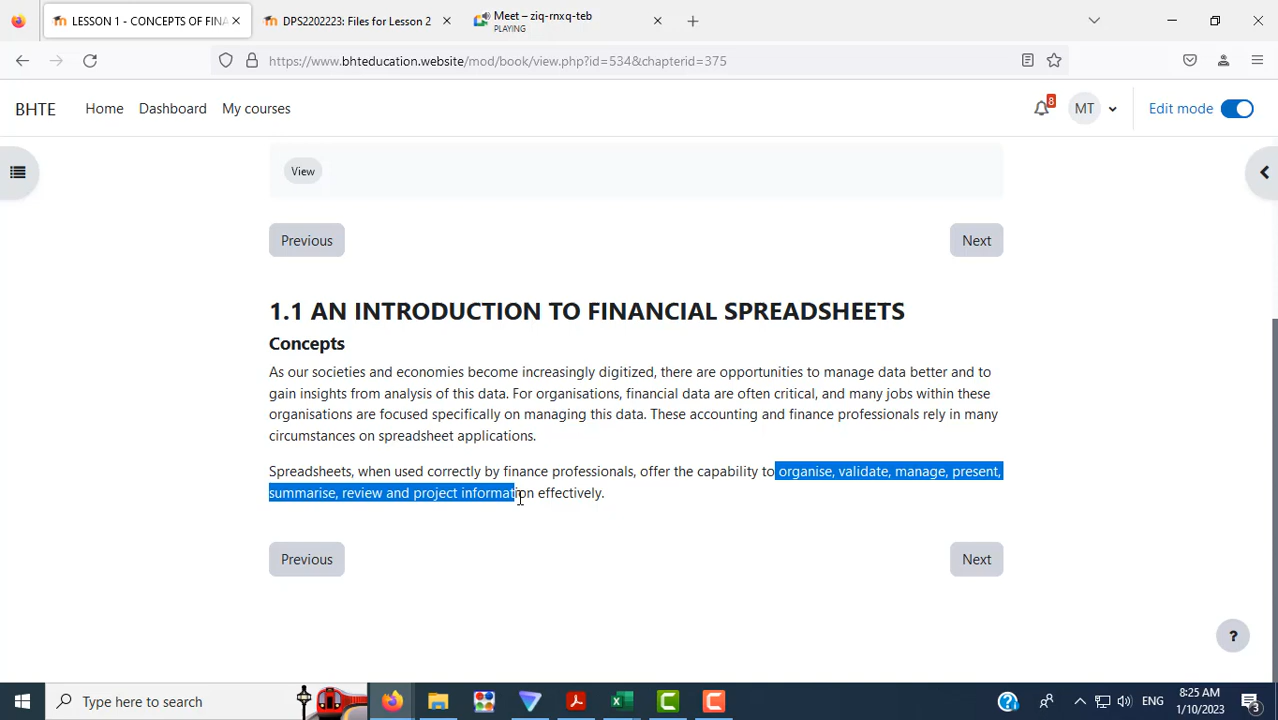 LESSON 1 - CONCEPTS OF FINA
DPS2202223: Files for Lesson 2
Meet – ziq-rnxq-teb
PLAYING
https://www.bhteducation.website/mod/book/view.php?id=534&chapterid=375
BHTE
Home
Dashboard
My courses
8
MT
Edit mode
View
Previous
Next
1.1 AN INTRODUCTION TO FINANCIAL SPREADSHEETS
Concepts
As our societies and economies become increasingly digitized, there are opportunities to manage data better and to
gain insights from analysis of this data. For organisations, financial data are often critical, and many jobs within these
organisations are focused specifically on managing this data. These accounting and finance professionals rely in many
circumstances on spreadsheet applications.
Spreadsheets, when used correctly by finance professionals, offer the capability to organise, validate, manage, present,
summarise, review and project information effectively.
Previous
Next
?
Type here to search
ENG
8:25 AM
1/10/2023
3